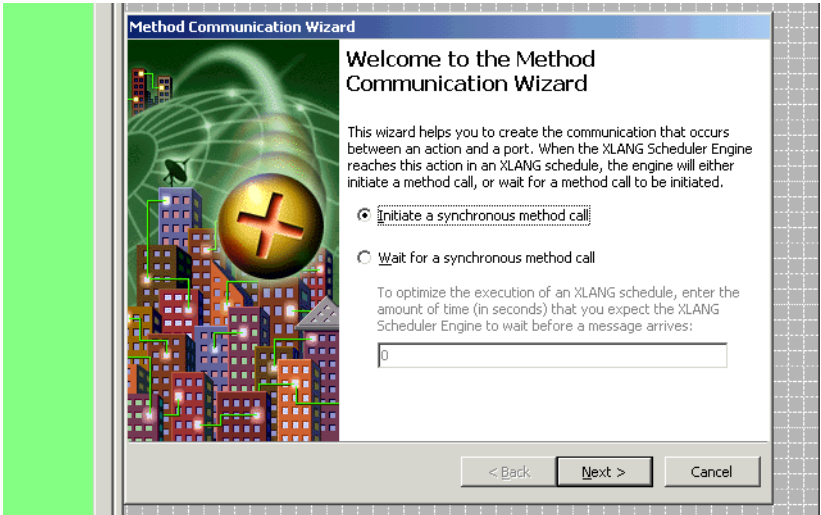 Method Communication Wizard
Welcome to the Method
Communication Wizard
This wizard helps you to create the communication that occurs
between an action and a port. When the XLANG Scheduler Engine
reaches this action in an XLANG schedule, the engine will either
initiate a method call, or wait for a method call to be initiated.
Initiate a synchronous method call
Wait for a synchronous method call
To optimize the execution of an XLANG schedule, enter the
amount of time (in seconds) that you expect the XLANG
Scheduler Engine to wait before a message arrives:
0
< Back Next > Cancel